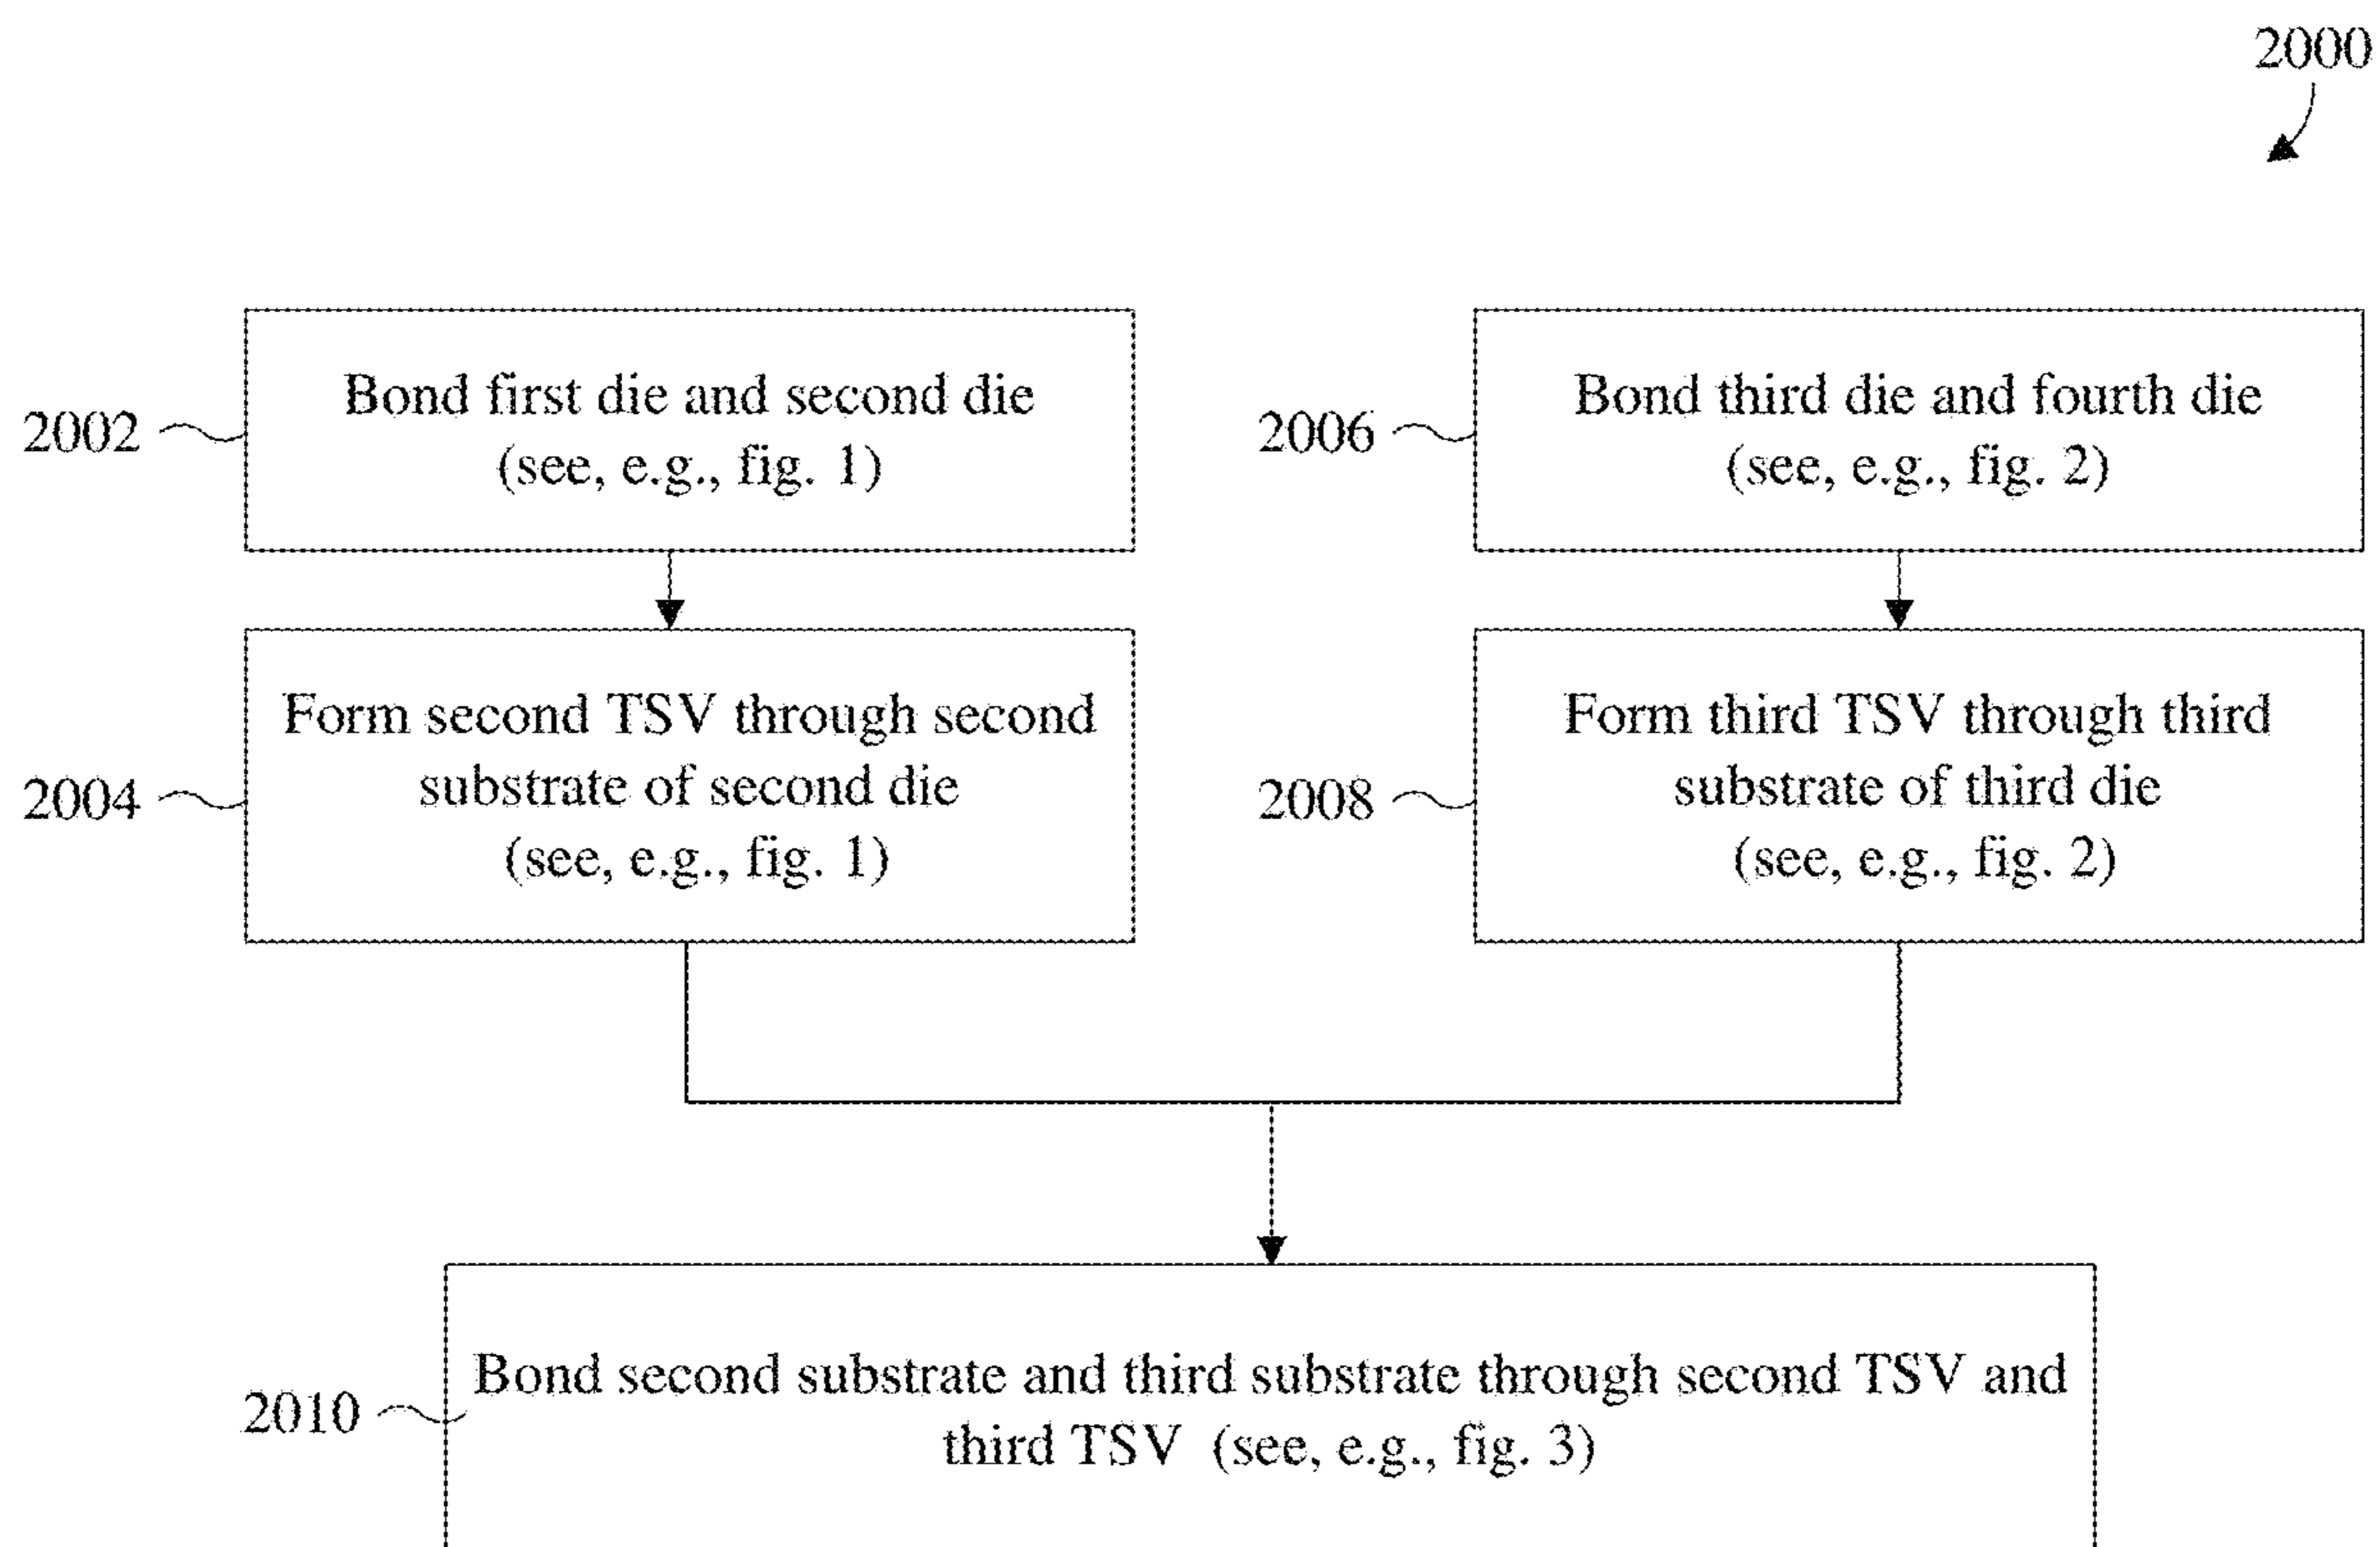 2000
2002
Bond first die and second die
(see, e.g., fig. 1)
2006
Bond third die and fourth die
(see, e.g., fig. 2)
2004
Form second TSV through second
substrate of second die
(see, e.g., fig. 1)
2008
Form third TSV through third
substrate of third die
(see, e.g., fig. 2)
2010
Bond second substrate and third substrate through second TSV and
third TSV (see, e.g., fig. 3)